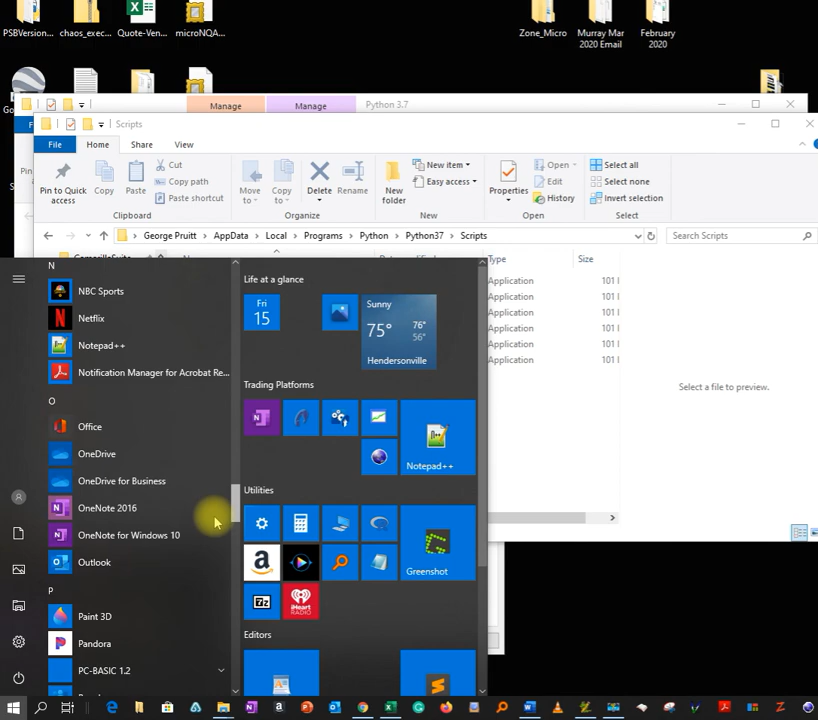 PSBVersion...
chaos_exec...
Quote-Ven...
microNQA...
Zone_Micro
Murray Mar
2020 Email
February
2020
Manage
Manage
Python 3.7
Scripts
File
Home
Share
View
Pin to Quick
access
Copy
Paste
Cut
Copy path
Paste shortcut
Move
to
Copy
to
Delete
Rename
New
folder
New item
Easy access
Properties
Open
Edit
History
Select all
Select none
Invert selection
Clipboard
Organize
New
Open
Select
George Pruitt
AppData
Local
Programs
Python
Python37
Scripts
Search Scripts
Type
Size
Application
101
Application
101
Application
101
Application
101
Application
101
Application
101
Select a file to preview.
N
NBC Sports
Netflix
Notepad++
Notification Manager for Acrobat Re...
O
Office
OneDrive
OneDrive for Business
OneNote 2016
OneNote for Windows 10
Outlook
P
Paint 3D
Pandora
PC-BASIC 1.2
Life at a glance
Fri
15
Sunny
75°
76°
56°
Hendersonville
Trading Platforms
Notepad++
Utilities
Greenshot
7z
iHeart
RADIO
Editors